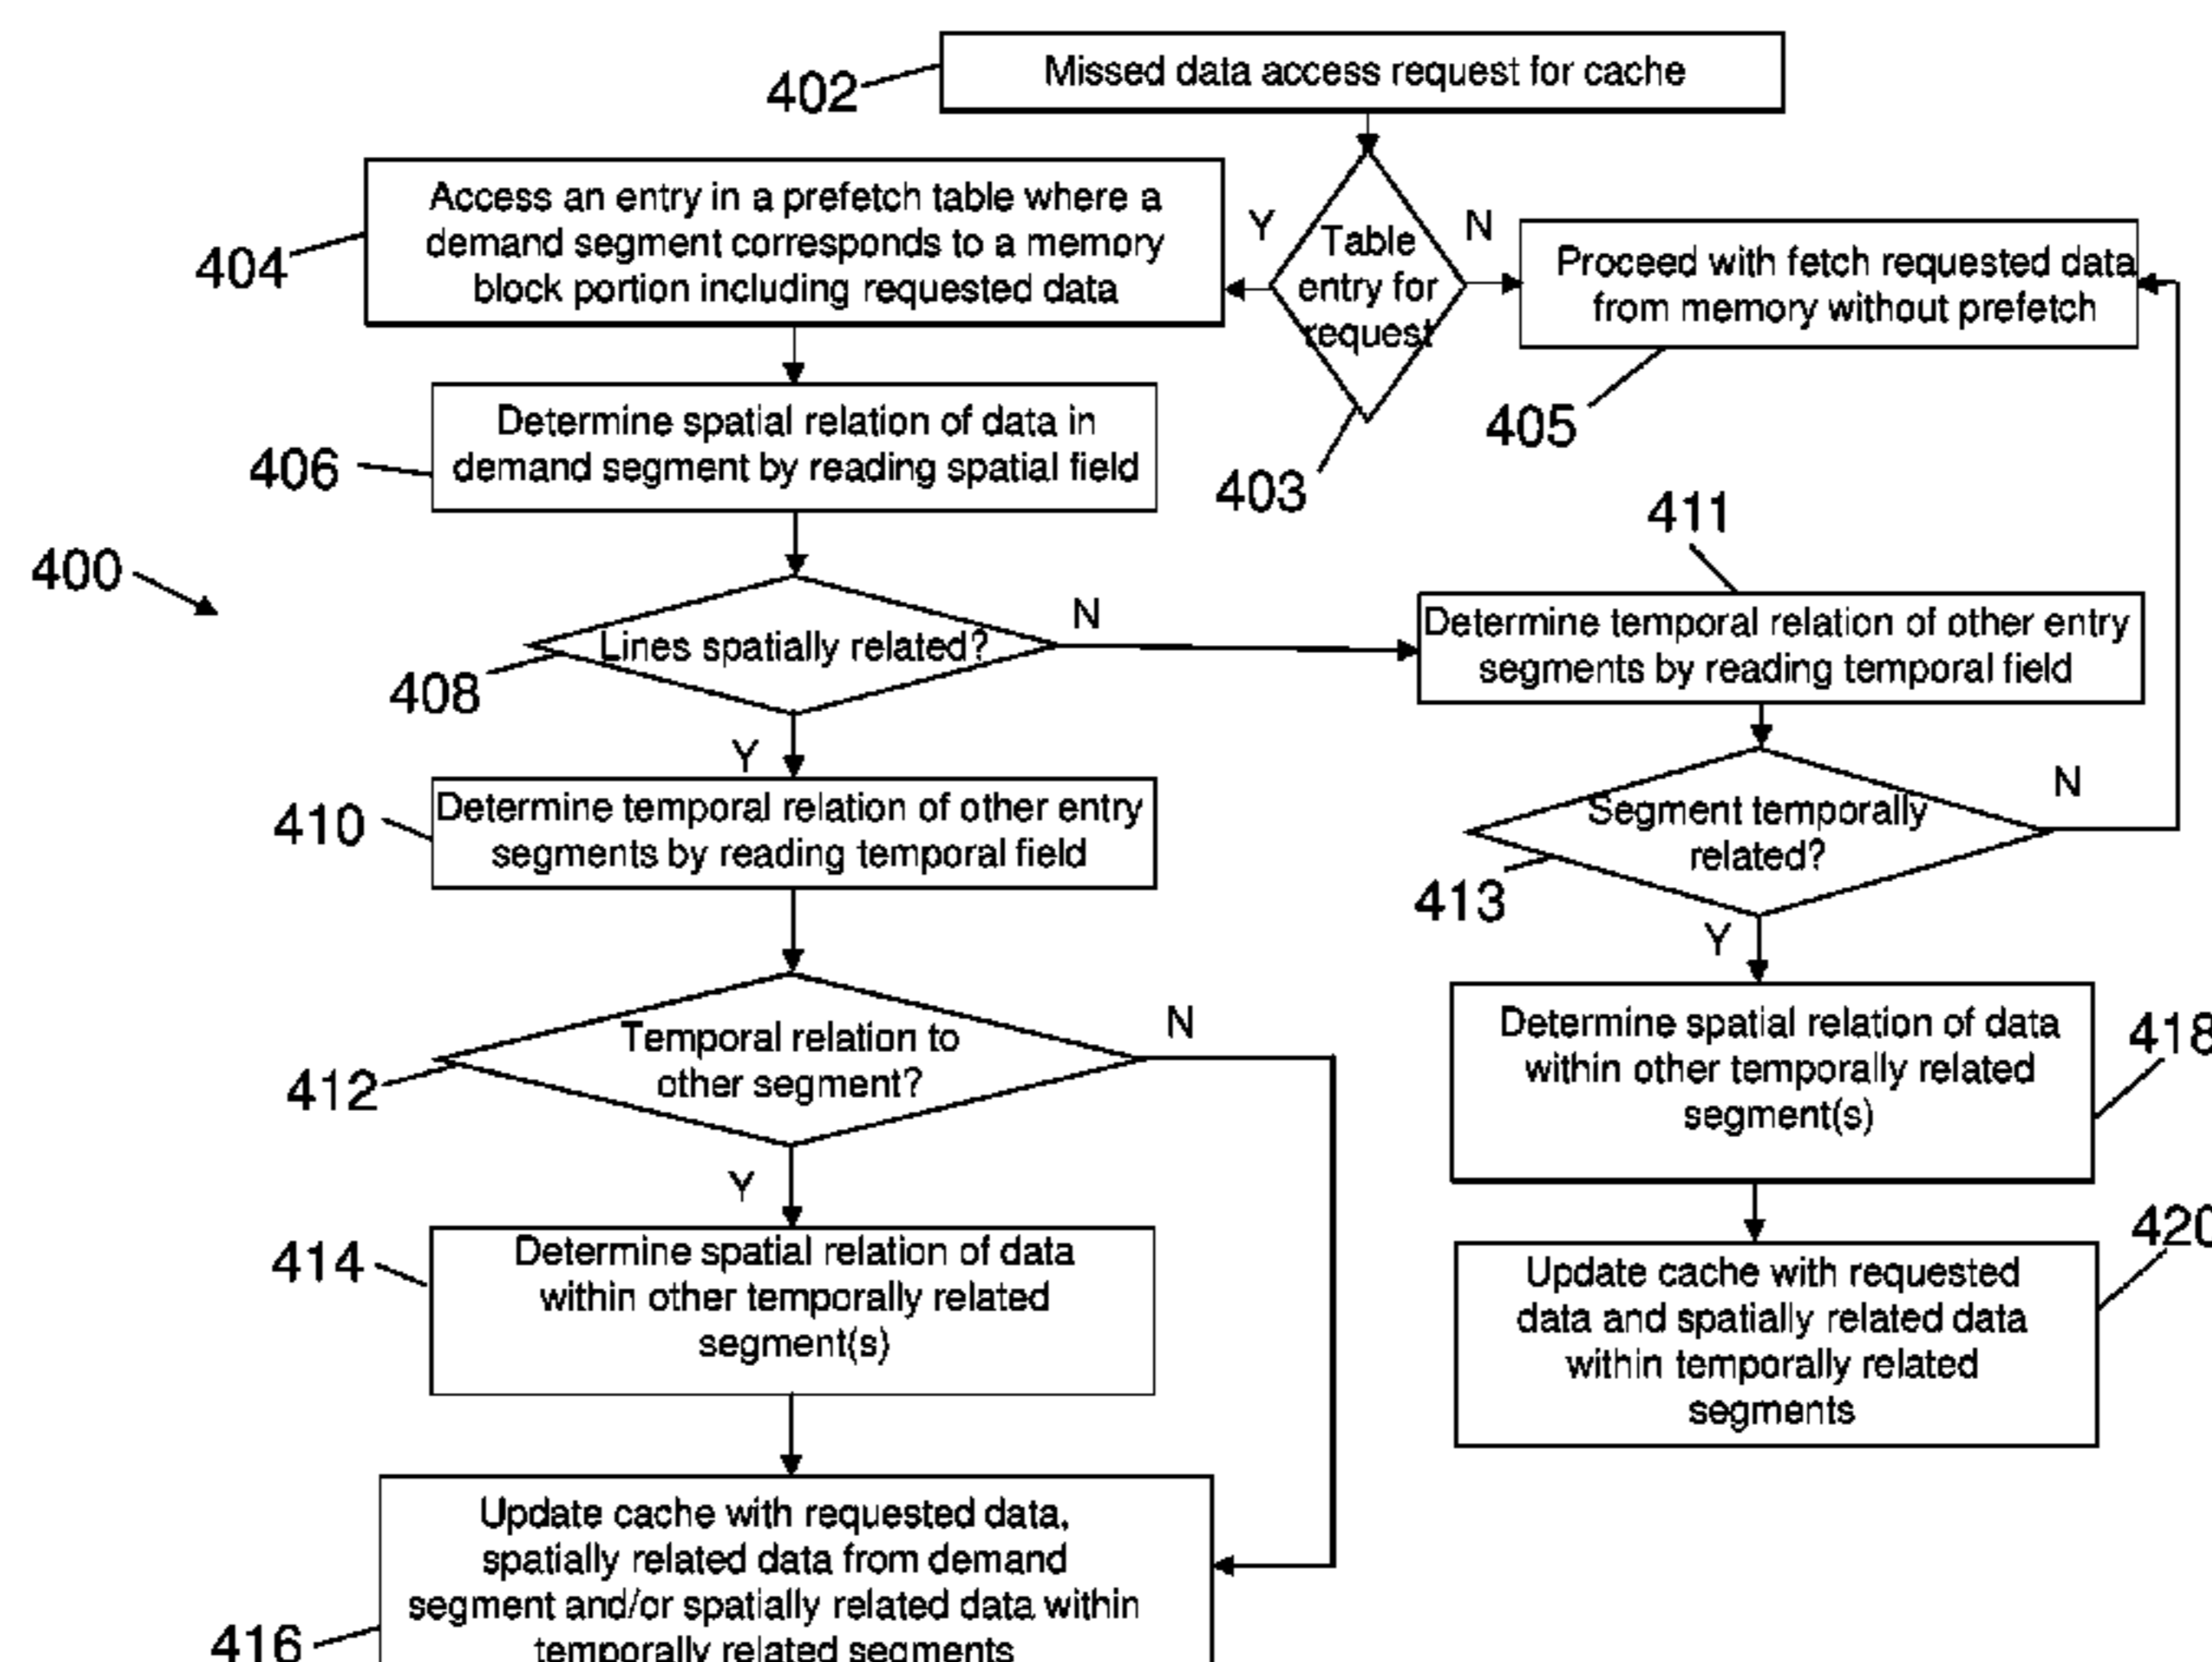 Missed data access request for cache
402
Access an entry in a prefetch table where a
demand segment corresponds to a memory
block portion including requested data
404
Y
Table
entry for
request
N
403
Proceed with fetch requested data
from memory without prefetch
405
Determine spatial relation of data in
demand segment by reading spatial field
406
400
Lines spatially related?
408
N
Y
411
Determine temporal relation of other entry
segments by reading temporal field
Determine temporal relation of other entry
segments by reading temporal field
410
Segment temporally
related?
413
N
Y
Temporal relation to
other segment?
412
N
Y
Determine spatial relation of data
within other temporally related
segment(s)
418
Determine spatial relation of data
within other temporally related
segment(s)
414
Update cache with requested
data and spatially related data
within temporally related
segments
420
Update cache with requested data,
spatially related data from demand
segment and/or spatially related data within
temporally related segments
416